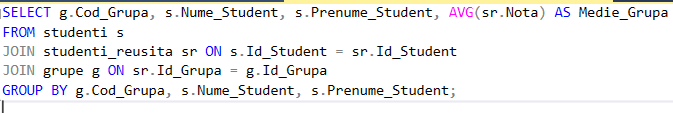 SELECT g.Cod_Grupa, s.Nume_Student, s.Prenume_Student, AVG(sr.Nota) AS Medie_Grupa
FROM studenti s
JOIN studenti_reusita sr ON s.Id_Student = sr.Id_Student
JOIN grupe g ON sr.Id_Grupa = g.Id_Grupa
GROUP BY g.Cod_Grupa, s.Nume_Student, s.Prenume_Student;